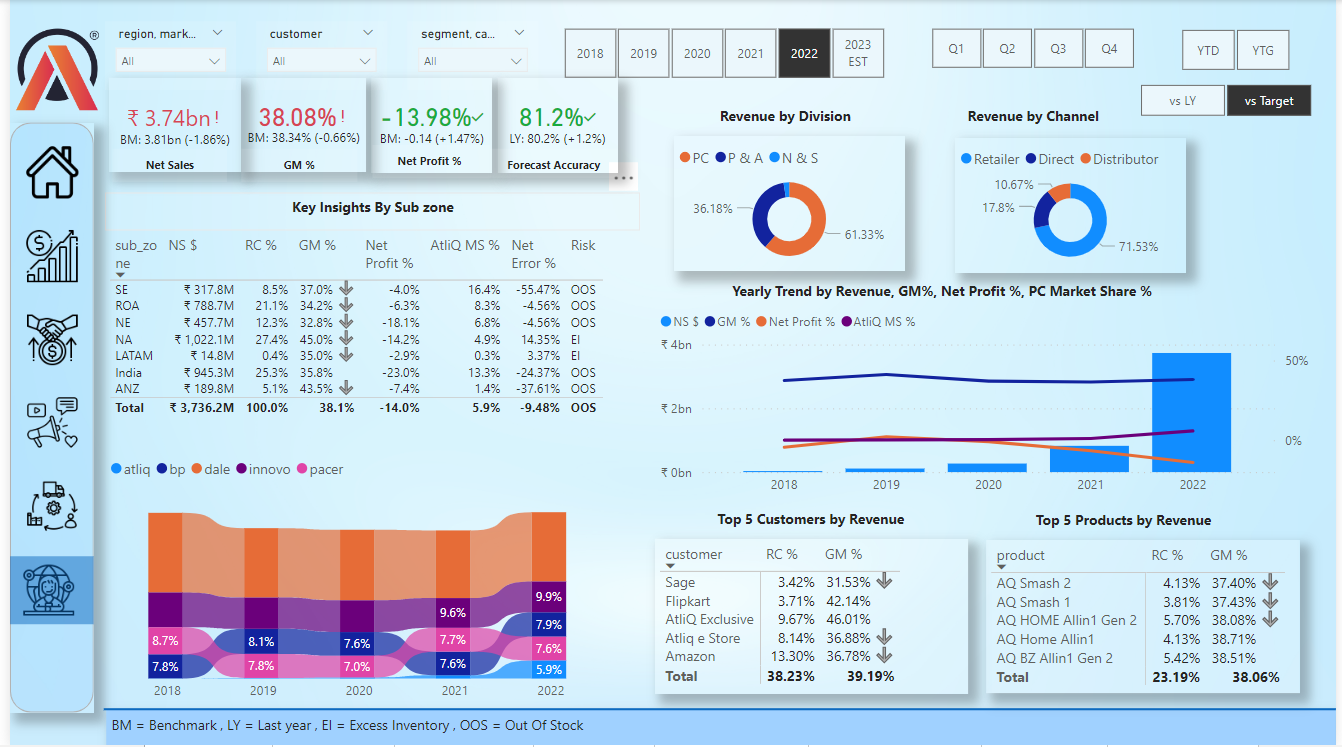 ®
region, mark...
All
customer
All
segment, ca...
All
2018
2019
2020
2021
2022
2023
EST
Q1
Q2
Q3
Q4
YTD
YTG
vs LY
vs Target
₹ 3.74bn!
BM: 3.81bn (-1.86%)
Net Sales
38.08%!
BM: 38.34% (-0.66%)
GM %
-13.98%
BM: -0.14 (+1.47%)
Net Profit %
81.2%
LY: 80.2% (+1.2%)
Forecast Accuracy
Revenue by Division
PC P & A N & S
36.18%
61.33%
Revenue by Channel
Retailer Direct Distributor
10.67%
17.8%
71.53%
Key Insights By Sub zone
sub_zo
ne NS $ RC % GM % Net
Profit % AtliQ MS % Net
Error % Risk
SE ₹ 317.8M 8.5% 37.0% -4.0% 16.4% -55.47% OOS
ROA ₹ 788.7M 21.1% 34.2% -6.3% 8.3% -4.56% OOS
NE ₹ 457.7M 12.3% 32.8% -18.1% 6.8% -4.56% OOS
NA ₹ 1,022.1M 27.4% 45.0% -14.2% 4.9% 14.35% EI
LATAM ₹ 14.8M 0.4% 35.0% -2.9% 0.3% 3.37% EI
India ₹ 945.3M 25.3% 35.8% -23.0% 13.3% -24.37% OOS
ANZ ₹ 189.8M 5.1% 43.5% -7.4% 1.4% -37.61% OOS
Total ₹ 3,736.2M 100.0% 38.1% -14.0% 5.9% -9.48% OOS
Yearly Trend by Revenue, GM%, Net Profit %, PC Market Share %
NS $ GM % Net Profit % AtliQ MS %
₹ 4bn
₹ 2bn
₹ 0bn
50%
0%
2018 2019 2020 2021 2022
atliq bp dale innovo pacer
8.7%
7.8%
8.1%
7.8%
7.6%
7.0%
9.6%
7.7%
7.6%
9.9%
7.9%
7.6%
5.9%
2018 2019 2020 2021 2022
Top 5 Customers by Revenue
customer RC % GM %
Sage 3.42% 31.53%
Flipkart 3.71% 42.14%
AtliQ Exclusive 9.67% 46.01%
Atliq e Store 8.14% 36.88%
Amazon 13.30% 36.78%
Total 38.23% 39.19%
Top 5 Products by Revenue
product RC % GM %
AQ Smash 2 4.13% 37.40%
AQ Smash 1 3.81% 37.43%
AQ HOME Allin1 Gen 2 5.70% 38.08%
AQ Home Allin1 4.13% 38.71%
AQ BZ Allin1 Gen 2 5.42% 38.51%
Total 23.19% 38.06%
BM = Benchmark , LY = Last year , EI = Excess Inventory , OOS = Out Of Stock